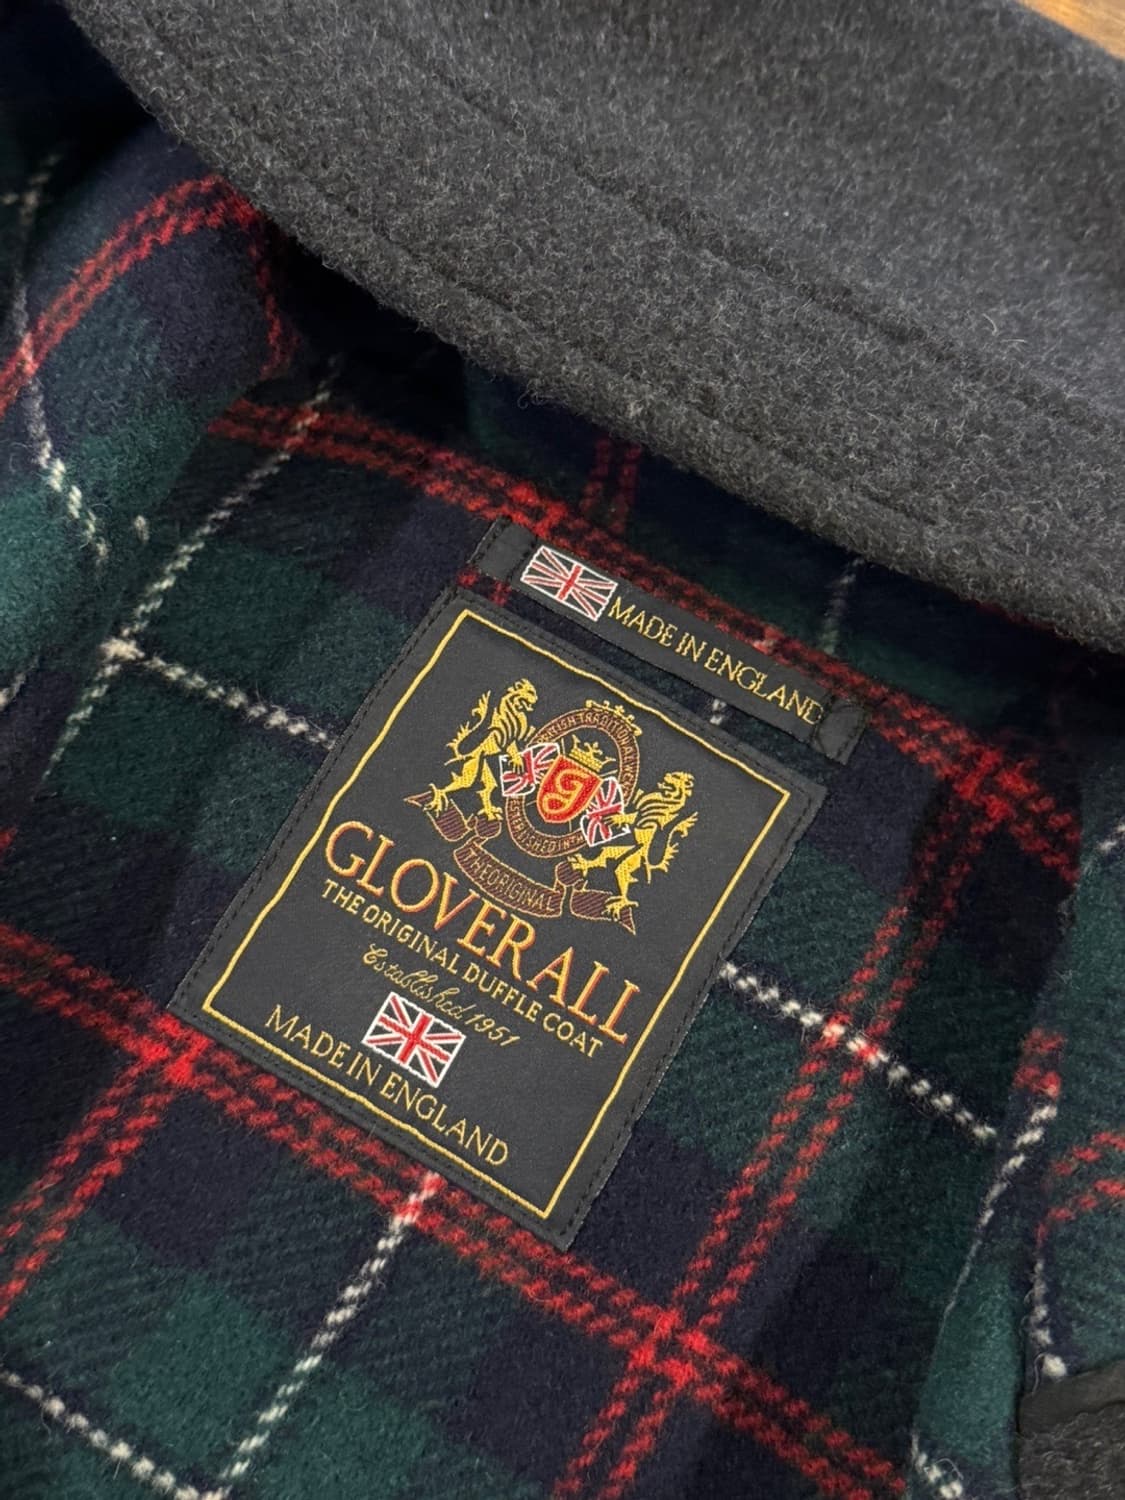 MADE IN ENGLAND
THE ORIGINAL
GLOVERALL
THE ORIGINAL DUFFLE COAT
Established 1951
MADE IN ENGLAND